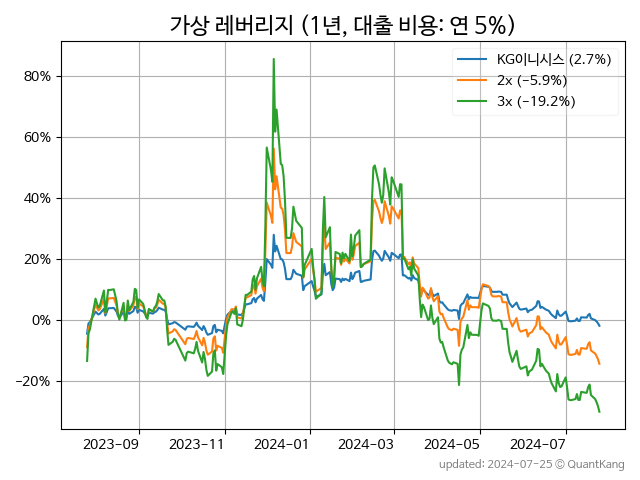 가상 레버리지 (1년, 대출 비용: 연 5%)
KG이니시스 (2.7%)
2x (−5.9%)
3x (−19.2%)
80%
60%
40%
20%
0%
−20%
2023-09 2023-11 2024-01 2024-03 2024-05 2024-07
updated: 2024-07-25 © QuantKang